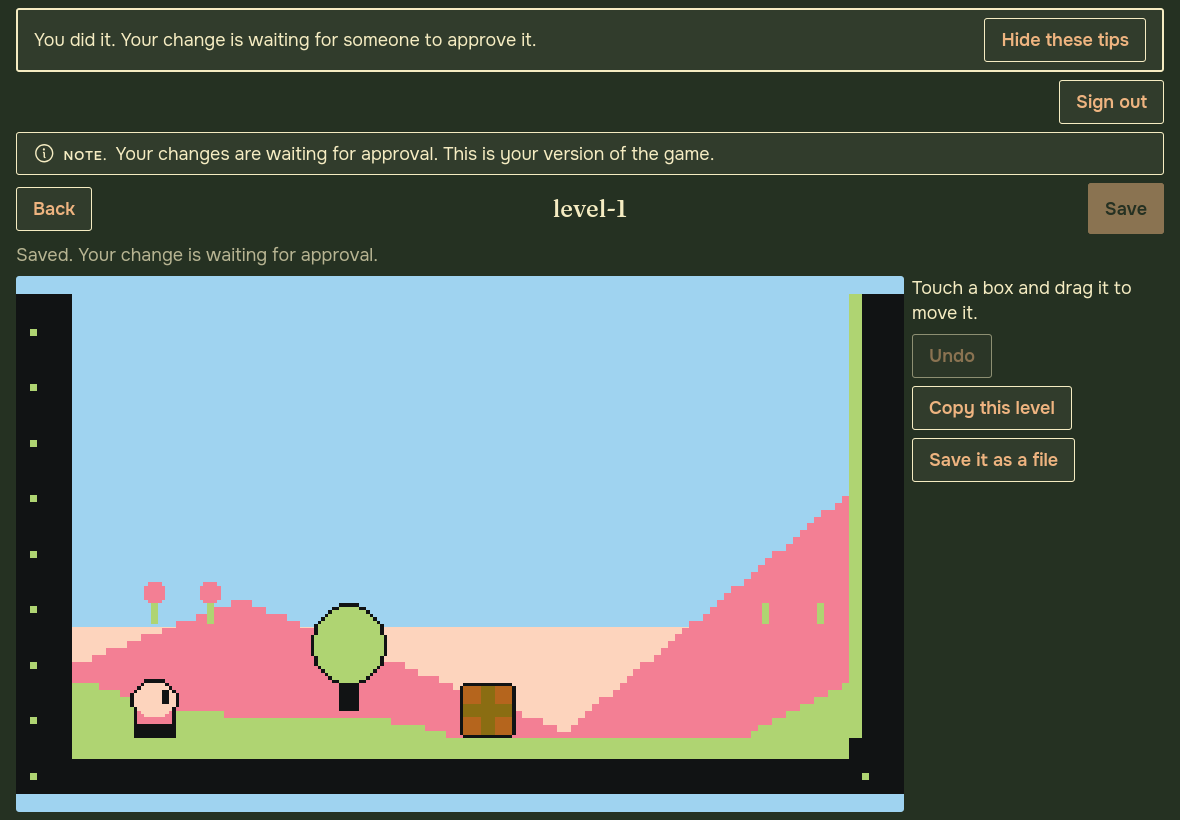 You did it. Your change is waiting for someone to approve it.
Hide these tips
Sign out
NOTE. Your changes are waiting for approval. This is your version of the game.
Back
level-1
Save
Saved. Your change is waiting for approval.
Touch a box and drag it to
move it.
Undo
Copy this level
Save it as a file